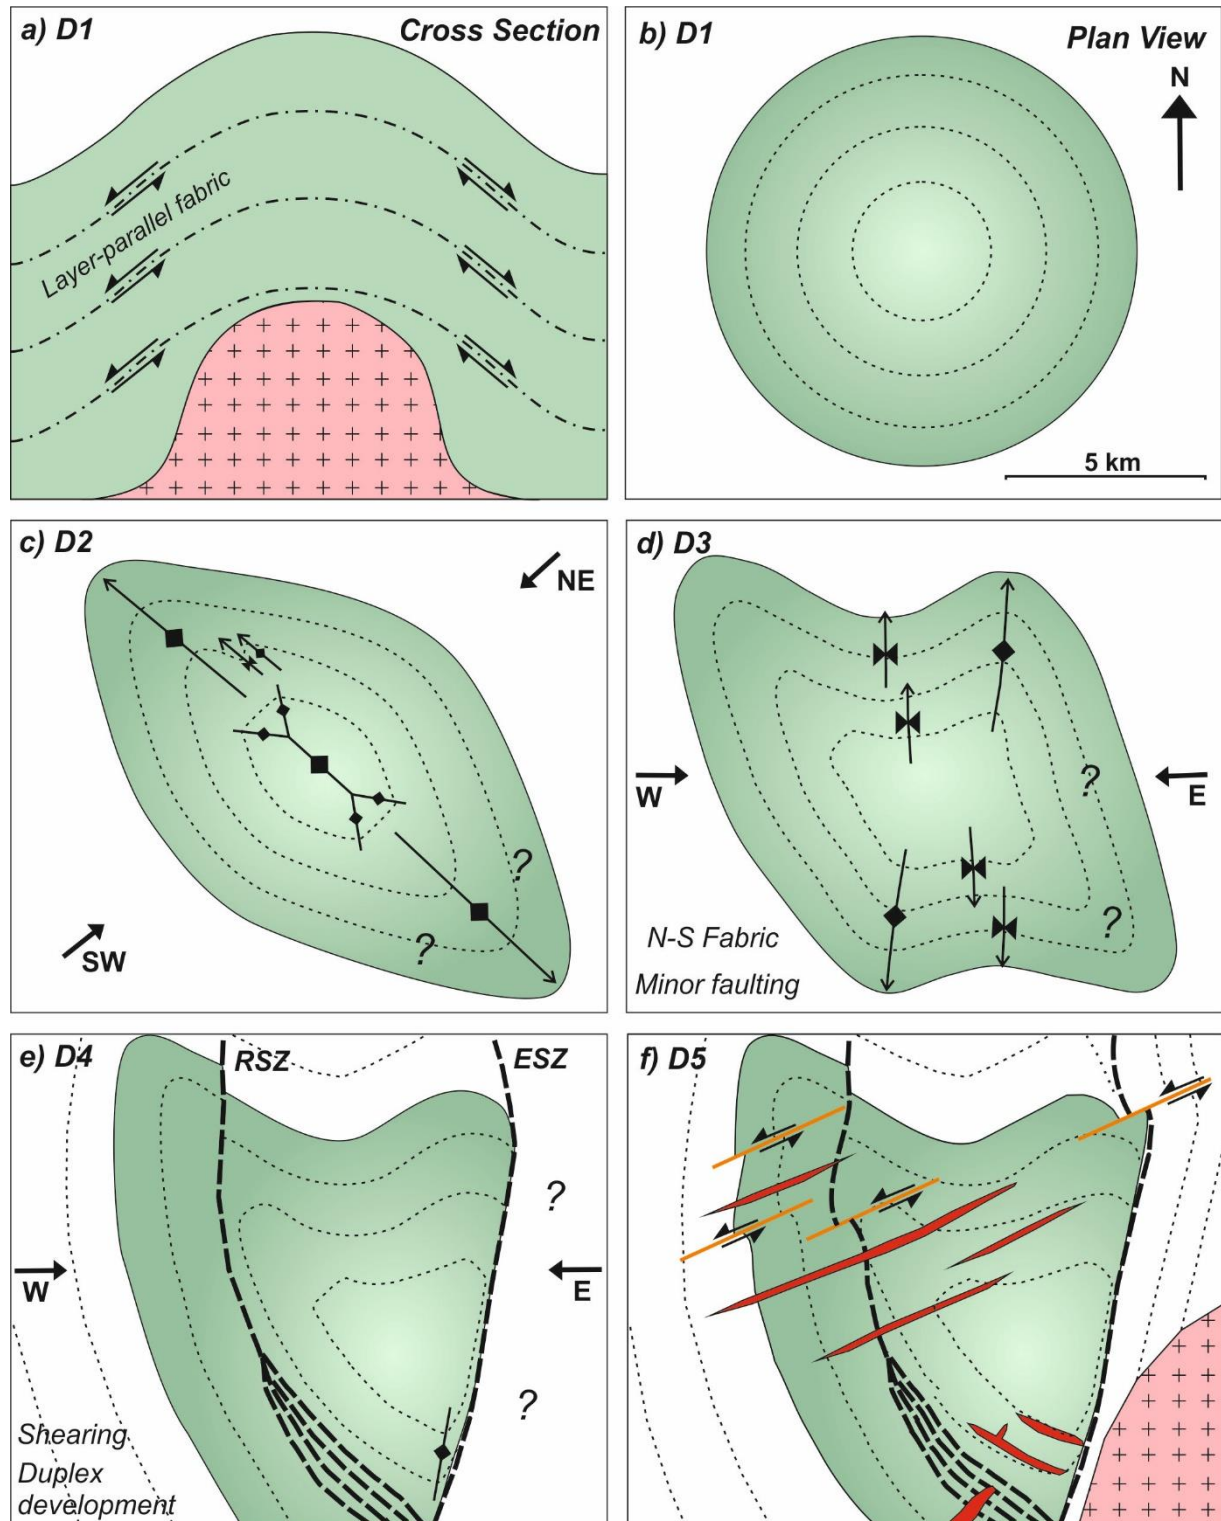 a) D1
Cross Section
Layer-parallel fabric
b) D1
Plan View
N
5 km
c) D2
NE
?
?
SW
d) D3
W
E
?
?
N-S Fabric
Minor faulting
e) D4
RSZ
ESZ
?
W
E
?
Shearing
Duplex
development
f) D5